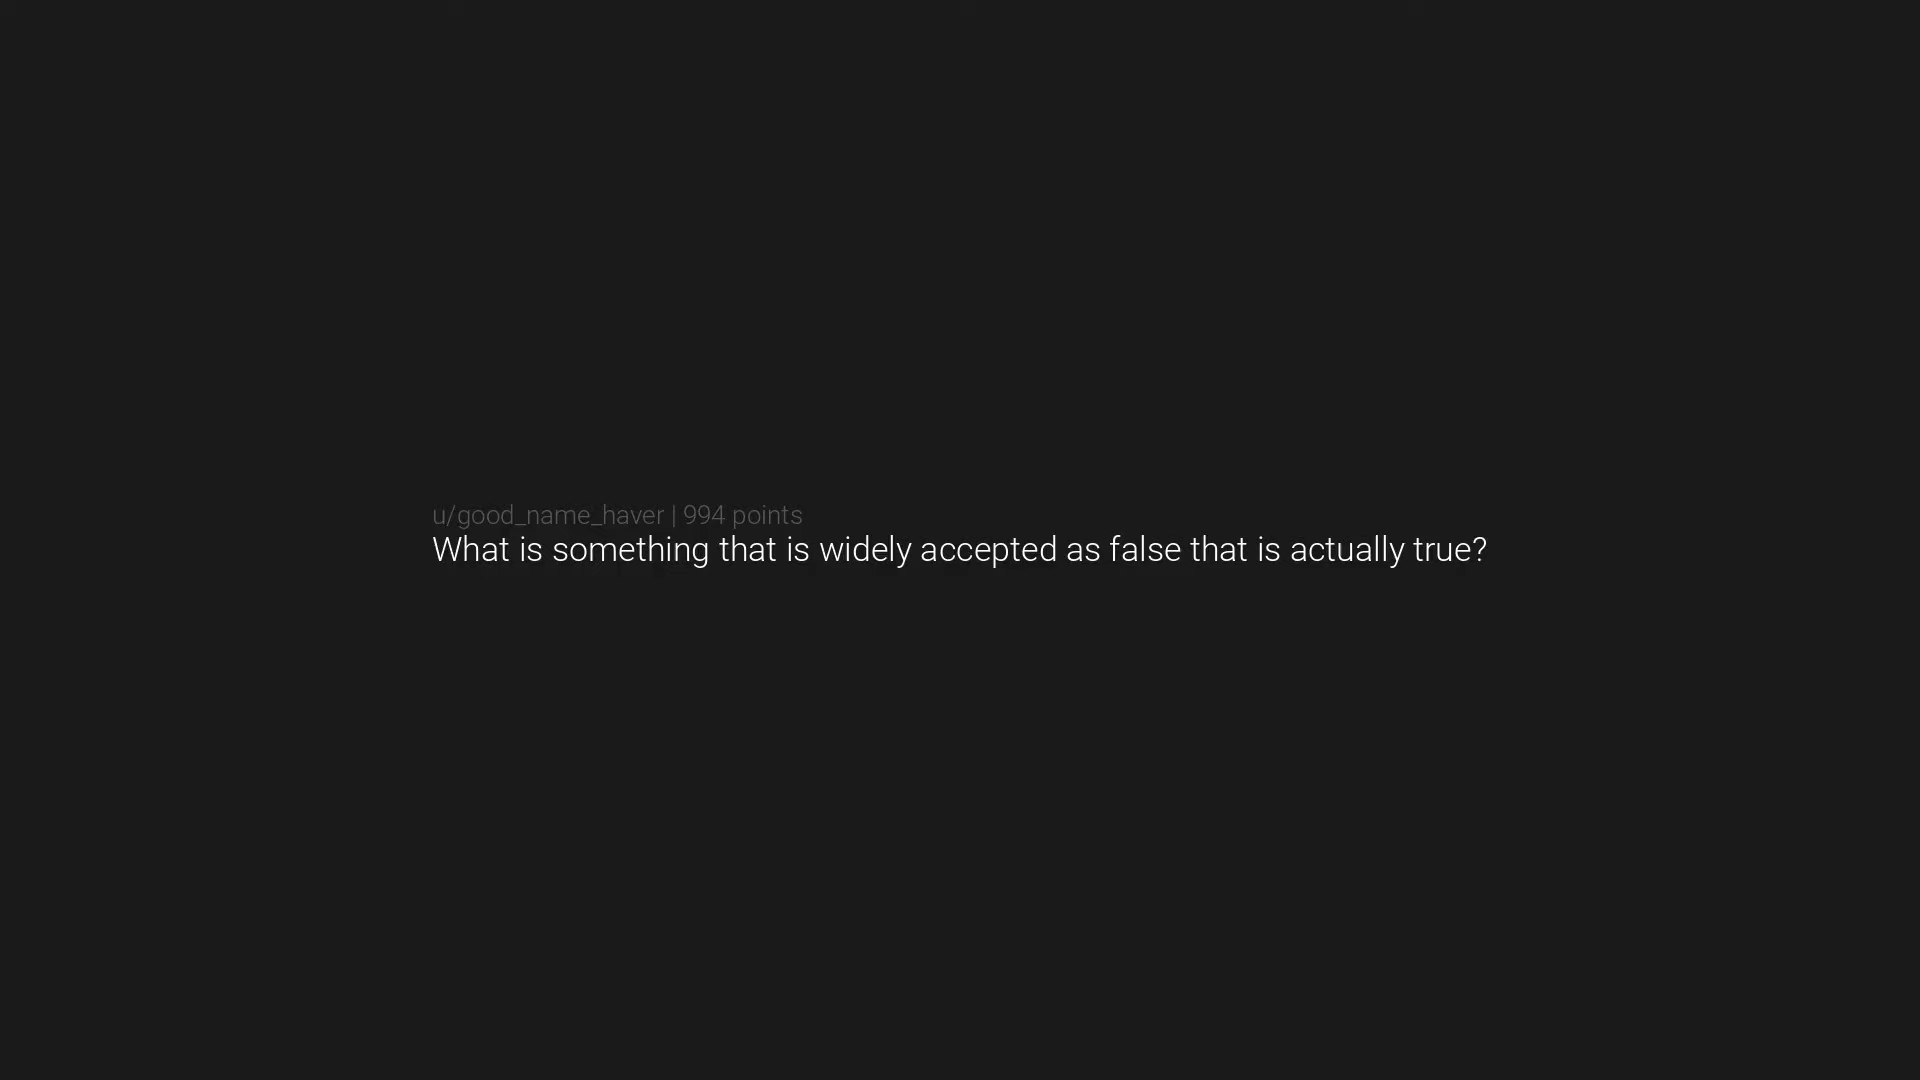 u/good_name_haver | 994 points
What is something that is widely accepted as false that is actually true?